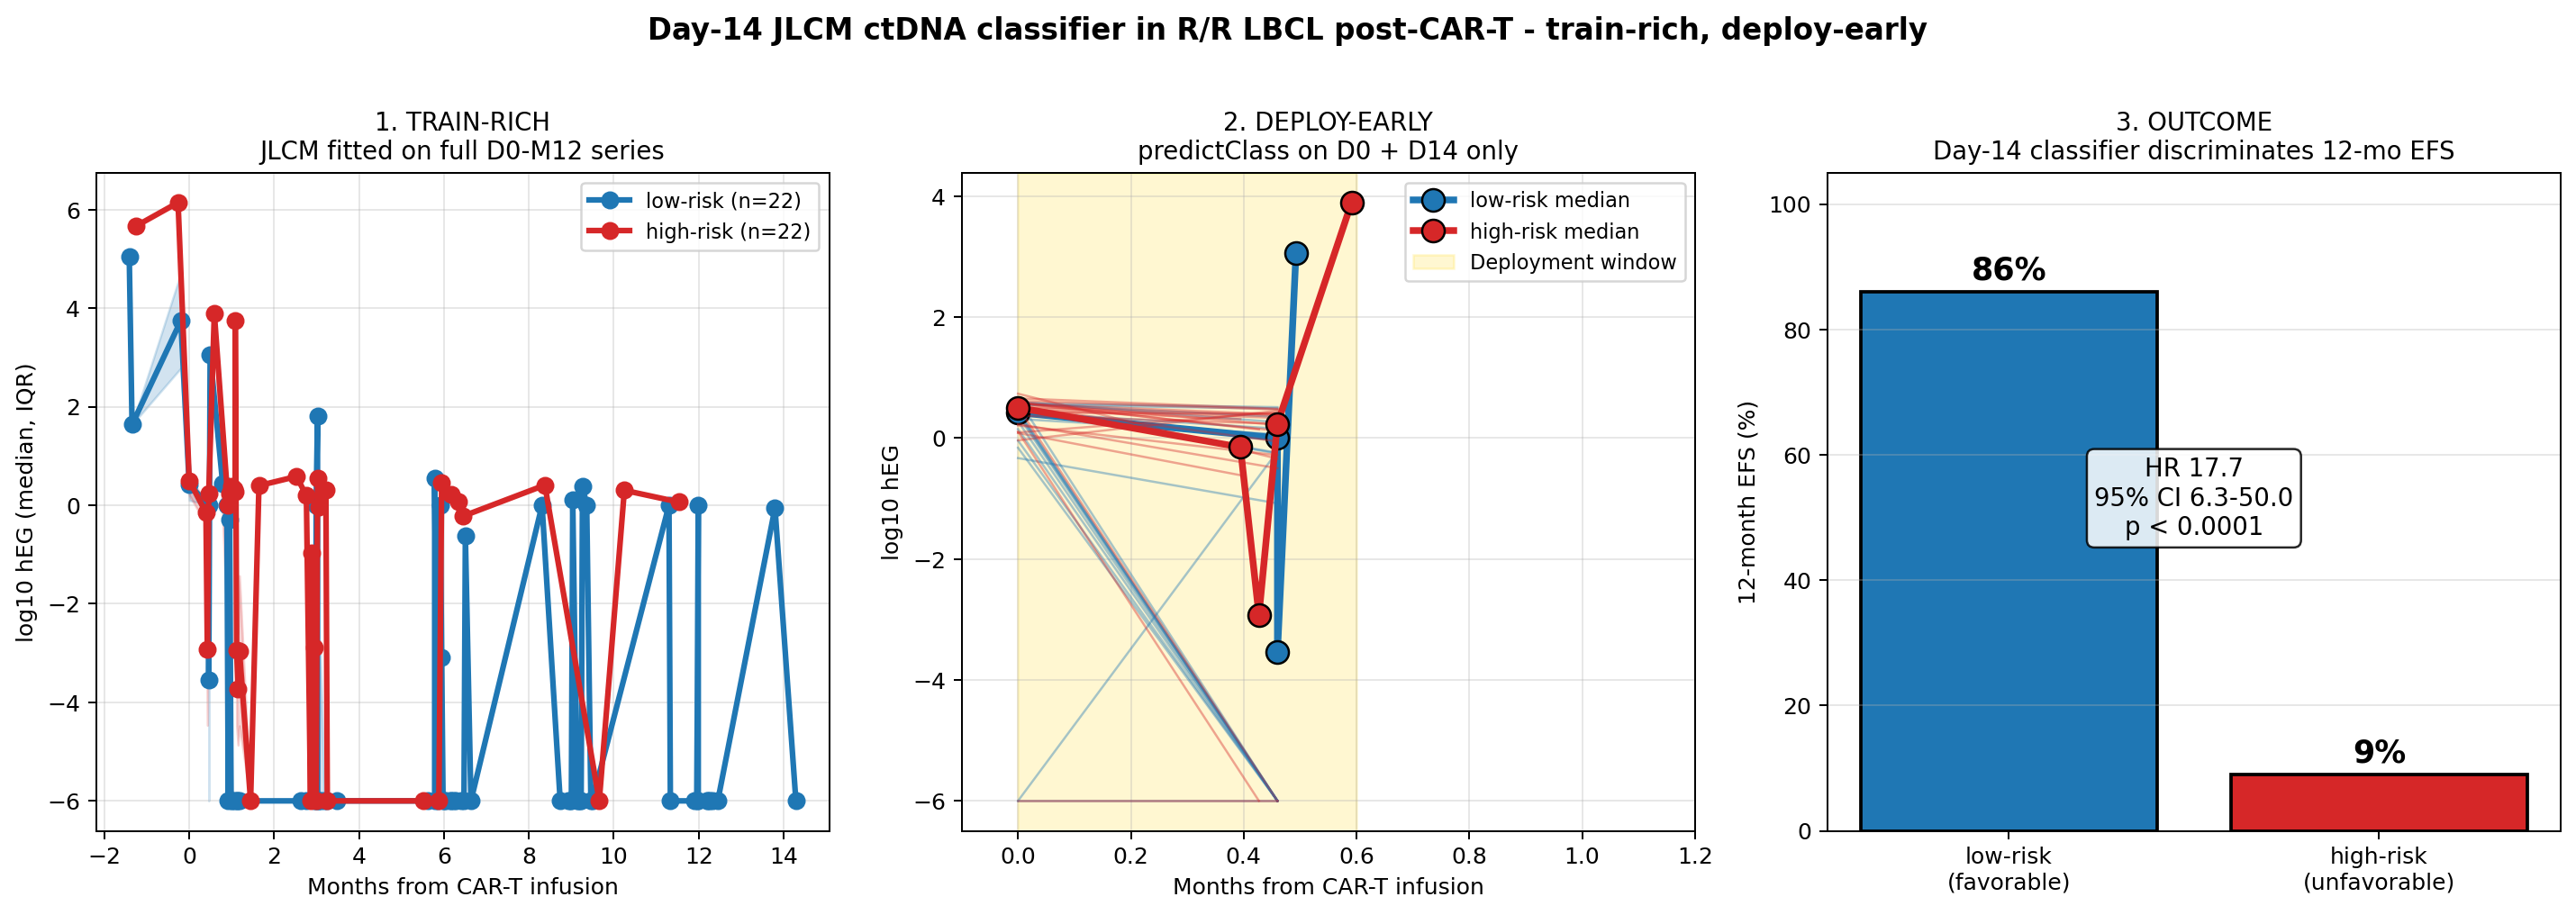 Day-14 JLCM ctDNA classifier in R/R LBCL post-CAR-T - train-rich, deploy-early
1. TRAIN-RICH
JLCM fitted on full D0-M12 series
log10 hEG (median, IQR)
6
4
2
0
−2
−4
−6
low-risk (n=22)
high-risk (n=22)
−2
0
2
4
6
8
10
12
14
Months from CAR-T infusion
2. DEPLOY-EARLY
predictClass on D0 + D14 only
log10 hEG
4
2
0
−2
−4
−6
low-risk median
high-risk median
Deployment window
0.0
0.2
0.4
0.6
0.8
1.0
1.2
Months from CAR-T infusion
3. OUTCOME
Day-14 classifier discriminates 12-mo EFS
12-month EFS (%)
100
80
60
40
20
0
86%
HR 17.7
95% CI 6.3-50.0
p < 0.0001
9%
low-risk
(favorable)
high-risk
(unfavorable)